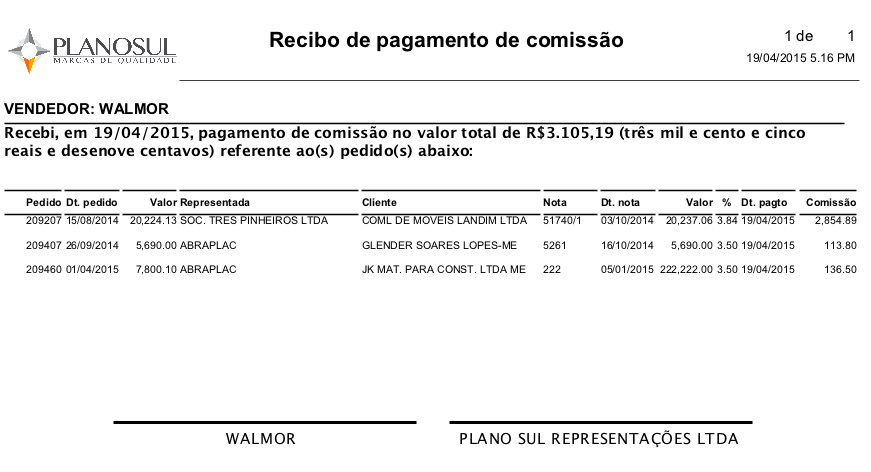 PLANOSUL
MARCAS DE QUALIDADE
Recibo de pagamento de comissão
1 de 1
19/04/2015 5.16 PM
VENDEDOR: WALMOR
Recebi, em 19/04/2015, pagamento de comissão no valor total de R$3.105,19 (três mil e cento e cinco
reais e desenove centavos) referente ao(s) pedido(s) abaixo:
Pedido Dt. pedido Valor Representada Cliente Nota Dt. nota Valor % Dt. pagto Comissão
209207 15/08/2014 20,224.13 SOC. TRES PINHEIROS LTDA COML DE MOVEIS LANDIM LTDA 51740/1 03/10/2014 20,237.06 3.84 19/04/2015 2,854.89
209407 26/09/2014 5,690.00 ABRAPLAC GLENDER SOARES LOPES-ME 5261 16/10/2014 5,690.00 3.50 19/04/2015 113.80
209460 01/04/2015 7,800.10 ABRAPLAC JK MAT. PARA CONST. LTDA ME 222 05/01/2015 222,222.00 3.50 19/04/2015 136.50
WALMOR PLANO SUL REPRESENTAÇÕES LTDA